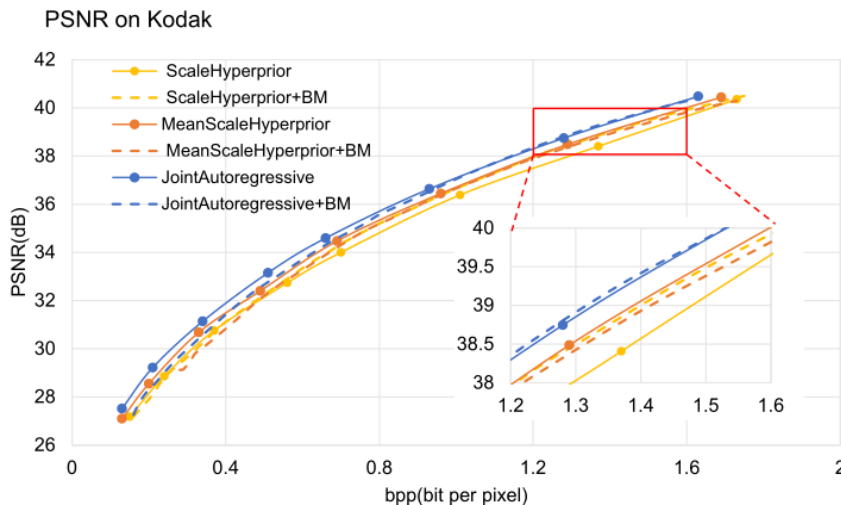 PSNR on Kodak
42
40
38
36
34
32
30
28
26
PSNR(dB)
ScaleHyperprior
ScaleHyperprior+BM
MeanScaleHyperprior
MeanScaleHyperprior+BM
JointAutoregressive
JointAutoregressive+BM
40
39.5
39
38.5
38
1.2 1.3 1.4 1.5 1.6
0 0.4 0.8 1.2 1.6 2
bpp(bit per pixel)